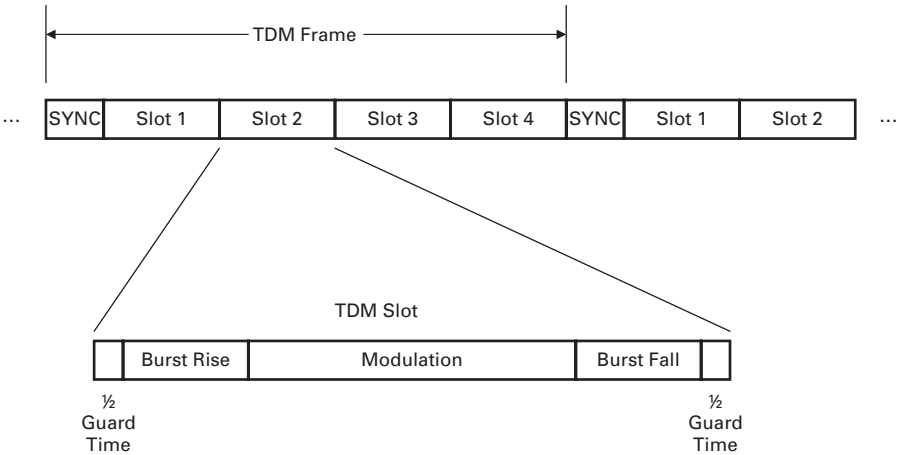 TDM Frame
... SYNC Slot 1 Slot 2 Slot 3 Slot 4 SYNC Slot 1 Slot 2 ...
TDM Slot
Burst Rise Modulation Burst Fall
½ Guard Time
½ Guard Time